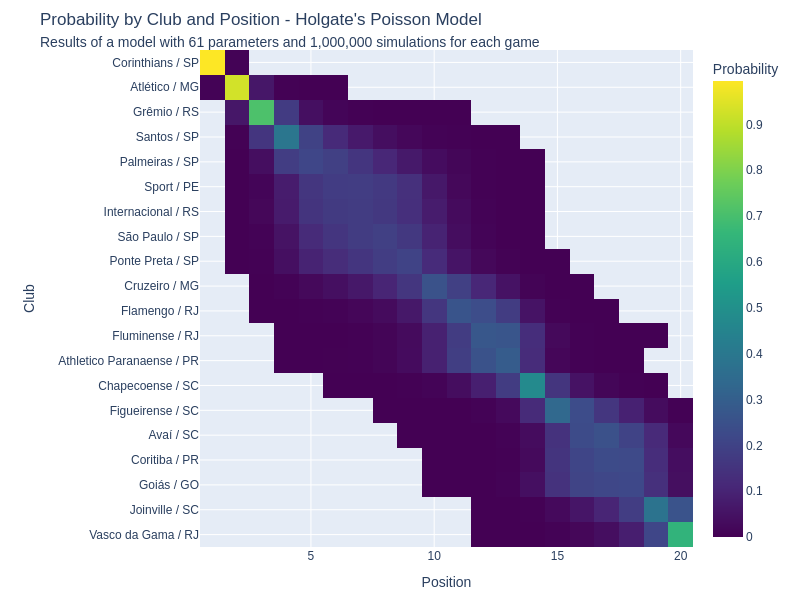 Probability by Club and Position - Holgate's Poisson Model
Results of a model with 61 parameters and 1,000,000 simulations for each game
Probability
Club
Corinthians / SP
Atlético / MG
Grêmio / RS
Santos / SP
Palmeiras / SP
Sport / PE
Internacional / RS
São Paulo / SP
Ponte Preta / SP
Cruzeiro / MG
Flamengo / RJ
Fluminense / RJ
Athletico Paranaense / PR
Chapecoense / SC
Figueirense / SC
Avaí / SC
Coritiba / PR
Goiás / GO
Joinville / SC
Vasco da Gama / RJ
0.9
0.8
0.7
0.6
0.5
0.4
0.3
0.2
0.1
0
5 10 15 20
Position